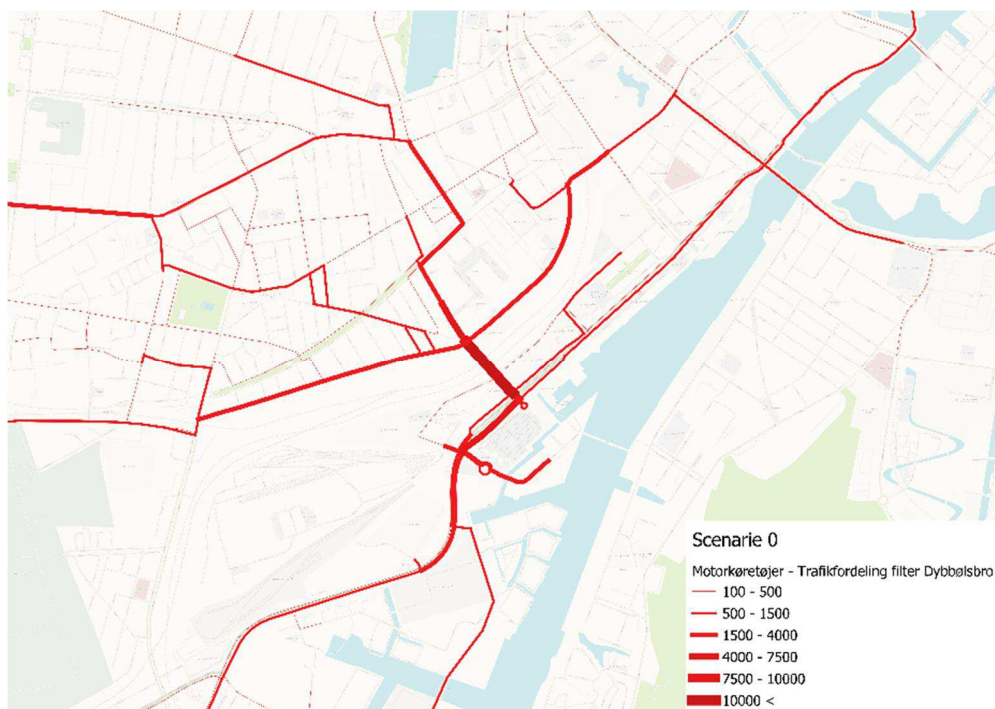 Scenarie 0
Motorkøretøjer - Trafikfordeling filter Dybbølsbro
100 - 500
500 - 1500
1500 - 4000
4000 - 7500
7500 - 10000
10000 <